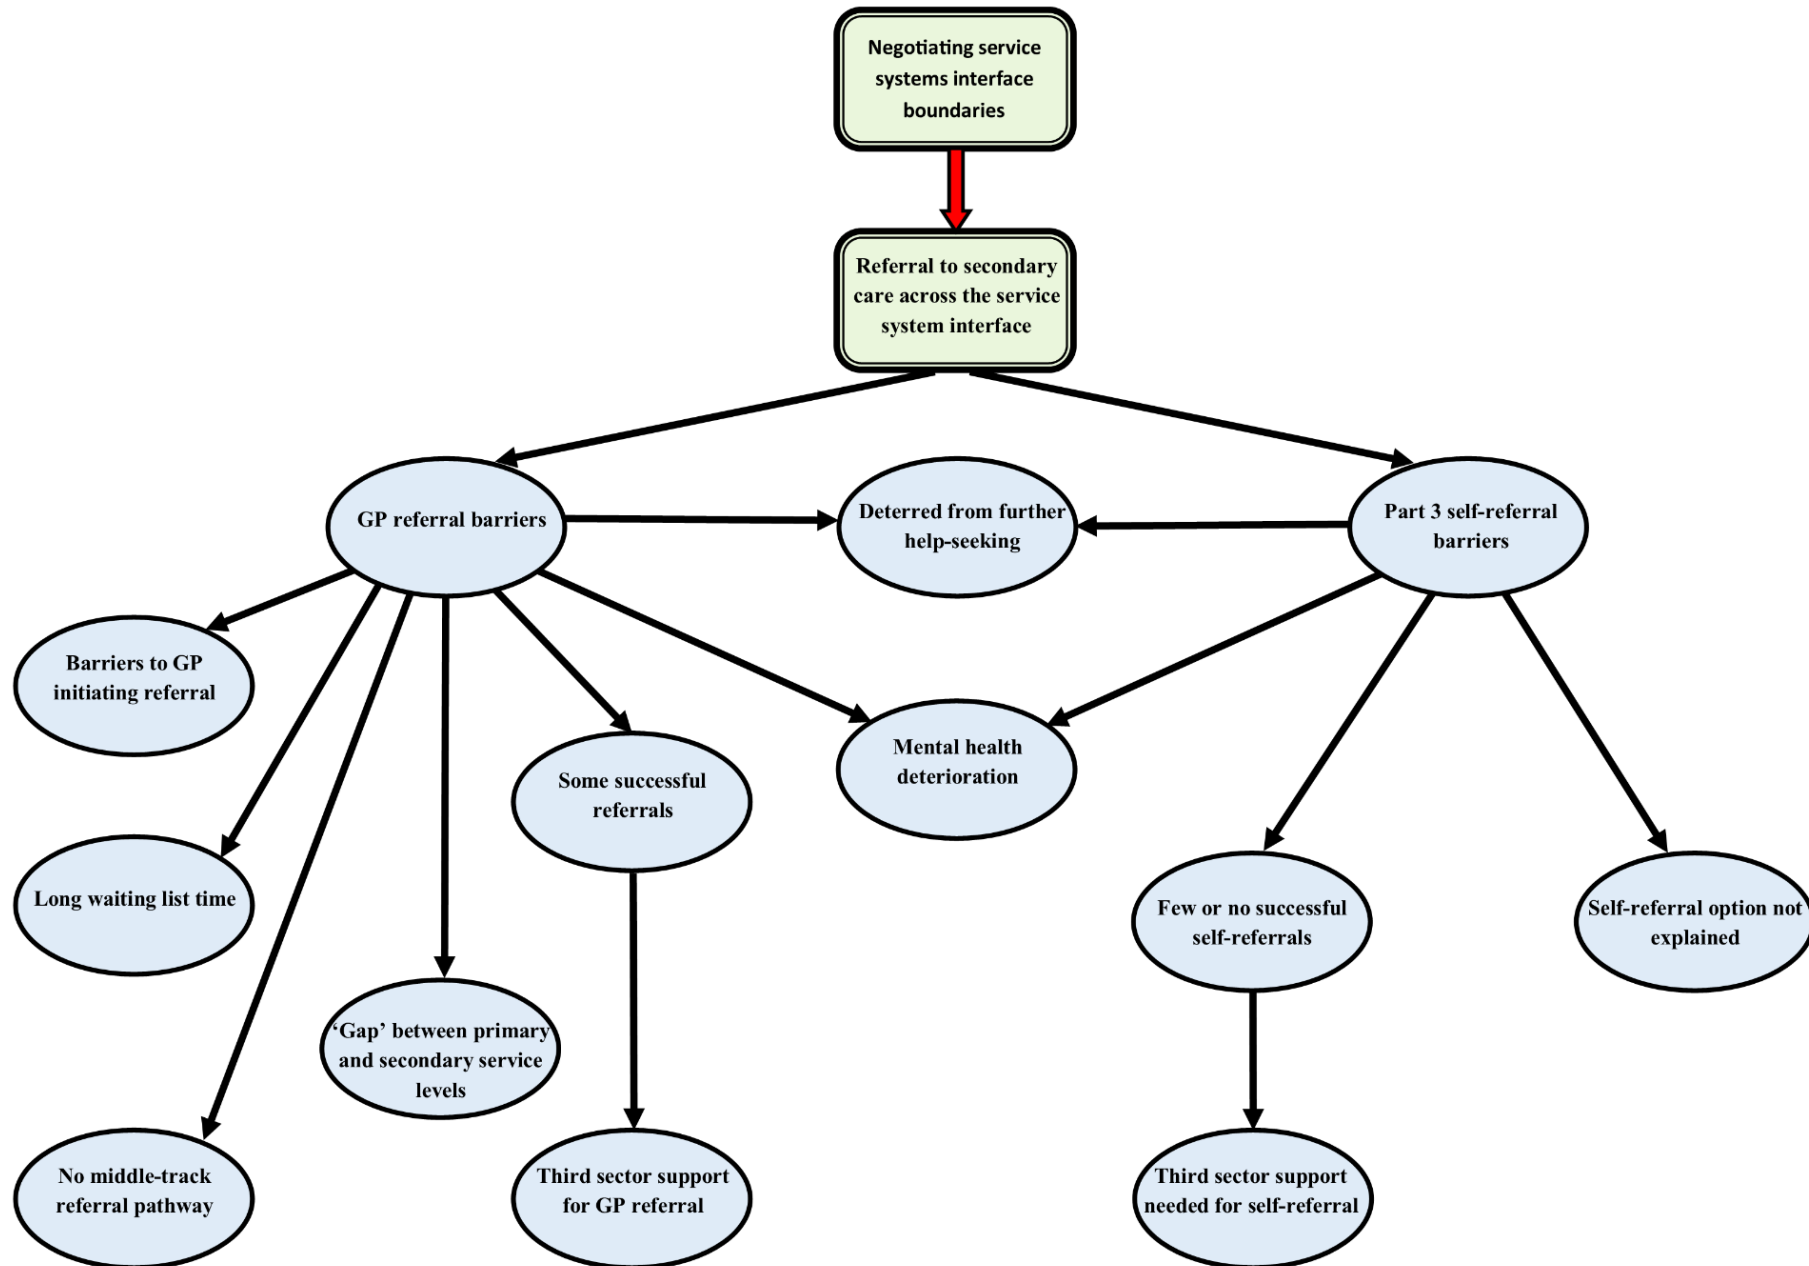 Negotiating service
systems interface
boundaries
Referral to secondary
care across the service
system interface
GP referral barriers
Deterred from further
help-seeking
Part 3 self-referral
barriers
Barriers to GP
initiating referral
Mental health
deterioration
Some successful
referrals
Long waiting list time
Few or no successful
self-referrals
Self-referral option not
explained
‘Gap’ between primary
and secondary service
levels
No middle-track
referral pathway
Third sector support
for GP referral
Third sector support
needed for self-referral